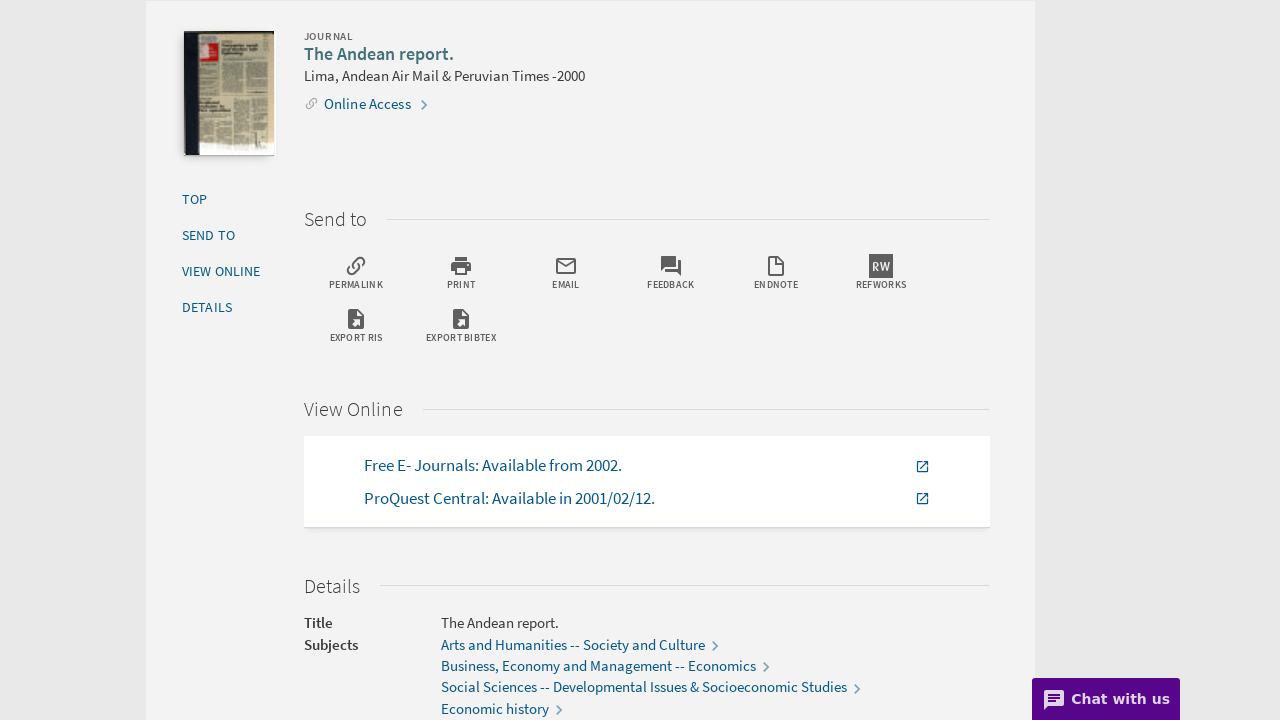 JOURNAL
The Andean report.
Lima, Andean Air Mail & Peruvian Times -2000
Online Access
TOP
SEND TO
VIEW ONLINE
DETAILS
Send to
PERMALINK
PRINT
EMAIL
FEEDBACK
ENDNOTE
RW
REFWORKS
EXPORT RIS
EXPORT BIBTEX
View Online
Free E- Journals: Available from 2002.
ProQuest Central: Available in 2001/02/12.
Details
Title The Andean report.
Subjects Arts and Humanities -- Society and Culture
Business, Economy and Management -- Economics
Social Sciences -- Developmental Issues & Socioeconomic Studies
Economic history
Chat with us